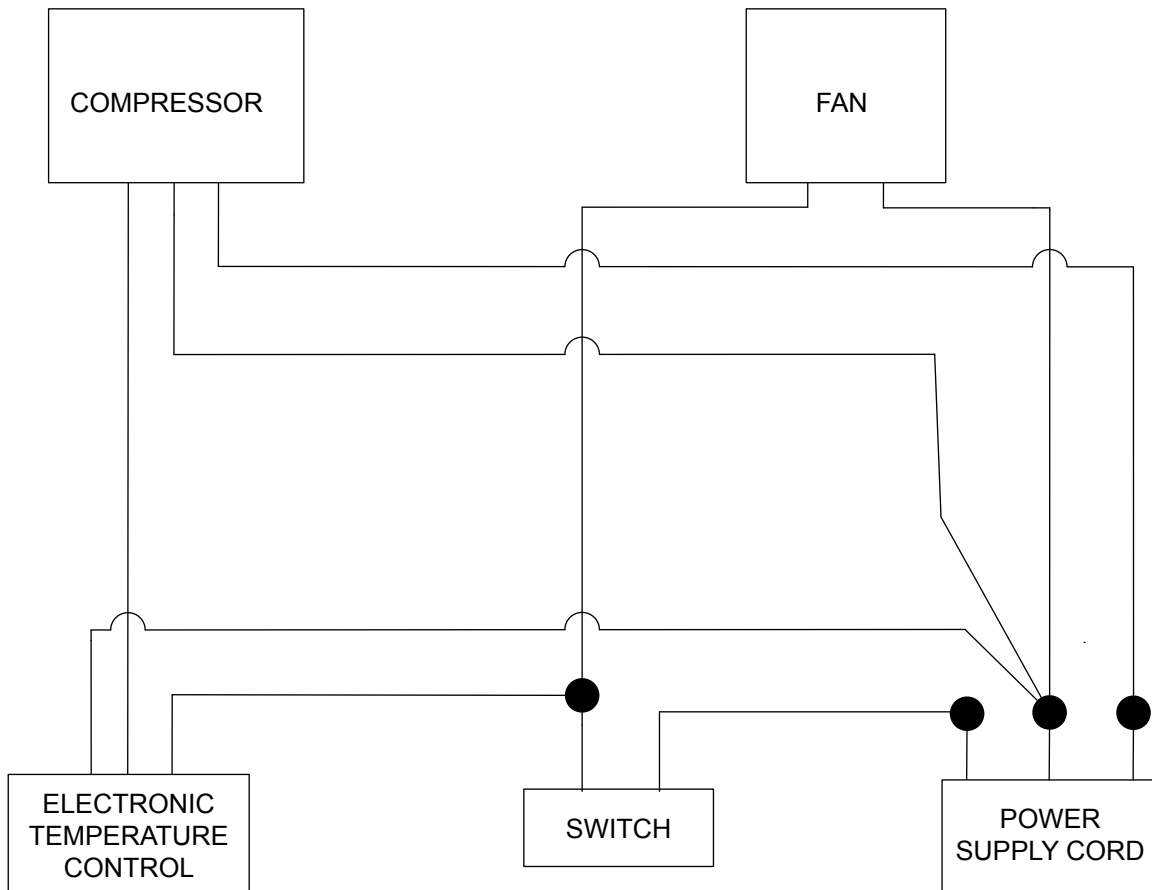 COMPRESSOR
FAN
ELECTRONIC
TEMPERATURE
CONTROL
SWITCH
POWER
SUPPLY CORD